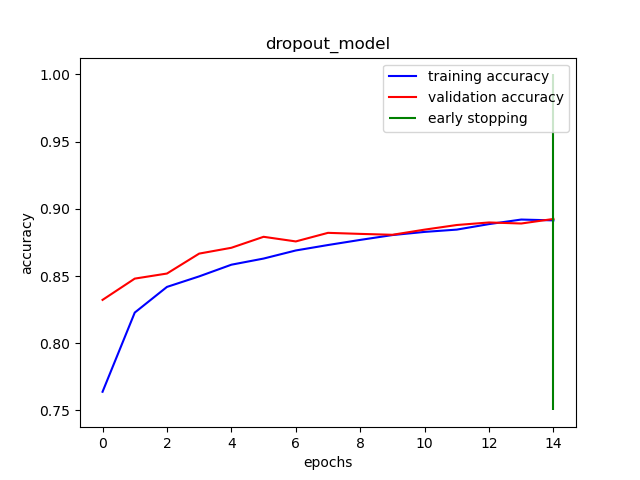 dropout_model
training accuracy
validation accuracy
early stopping
accuracy
1.00
0.95
0.90
0.85
0.80
0.75
0 2 4 6 8 10 12 14
epochs